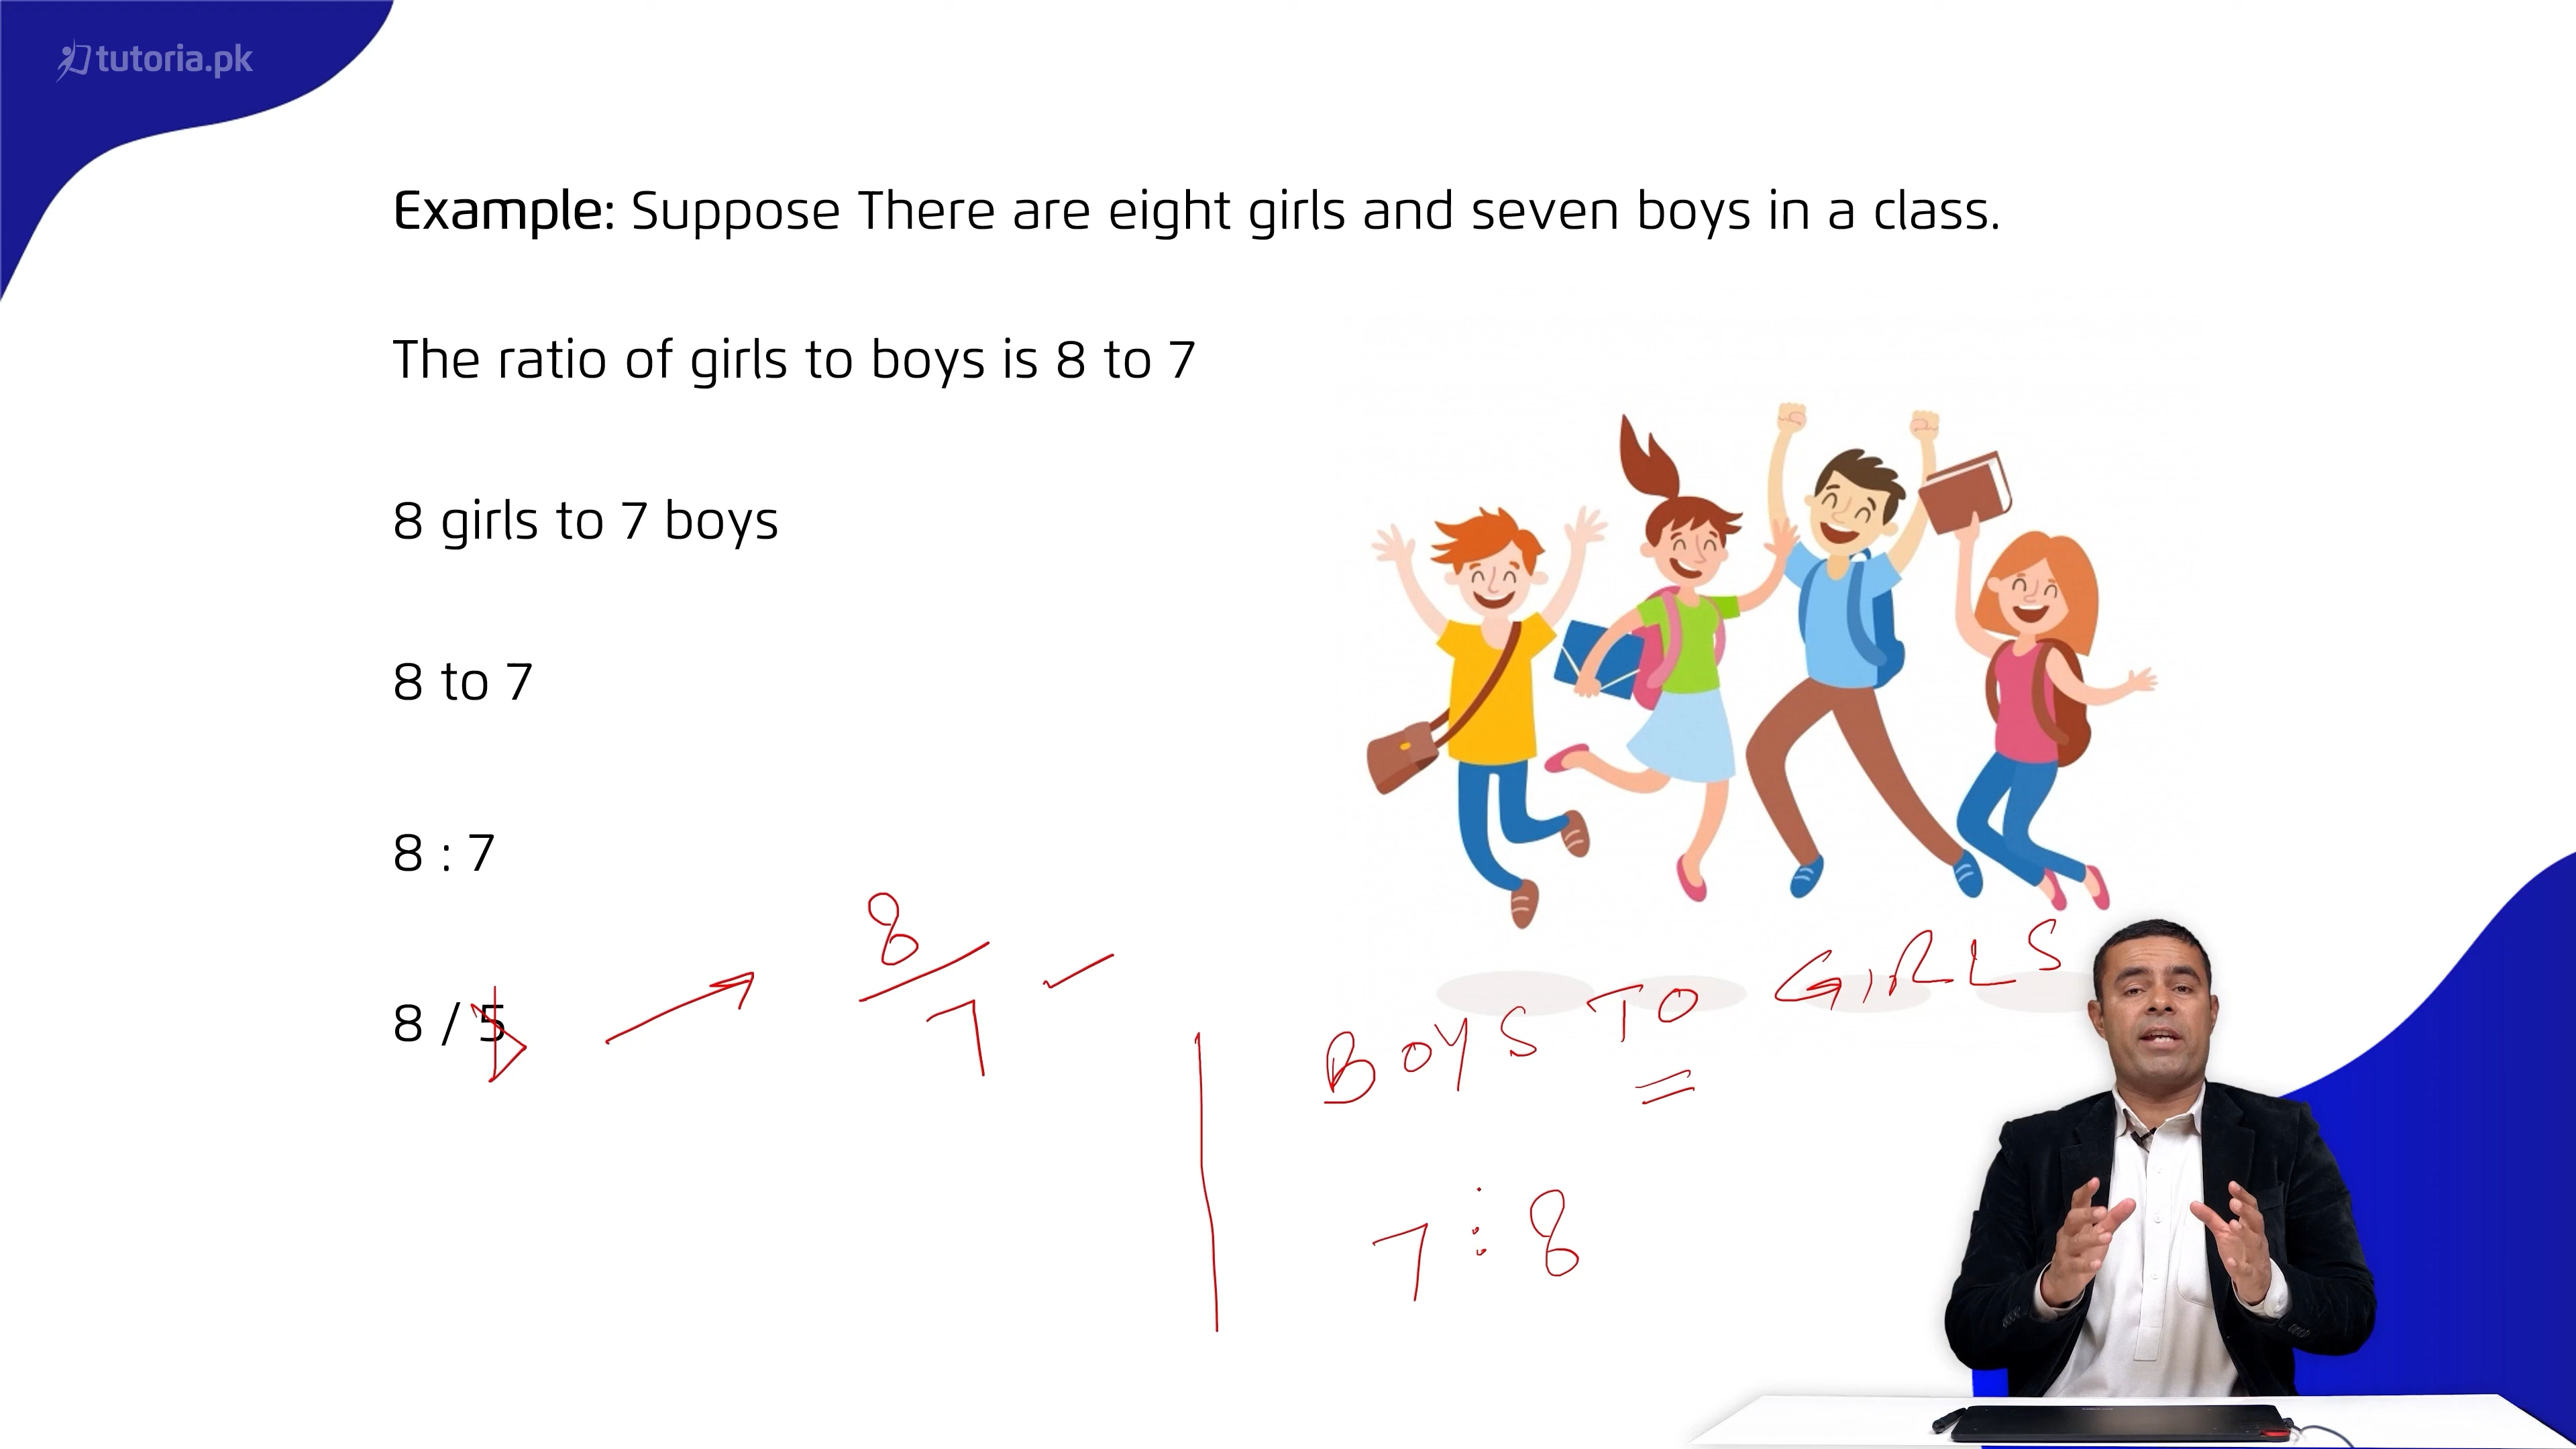 tutoria.pk
Example: Suppose There are eight girls and seven boys in a class.
The ratio of girls to boys is 8 to 7
8 girls to 7 boys
8 to 7
8 : 7
8 / 5
8
7
BOYS TO GIRLS
7 : 8